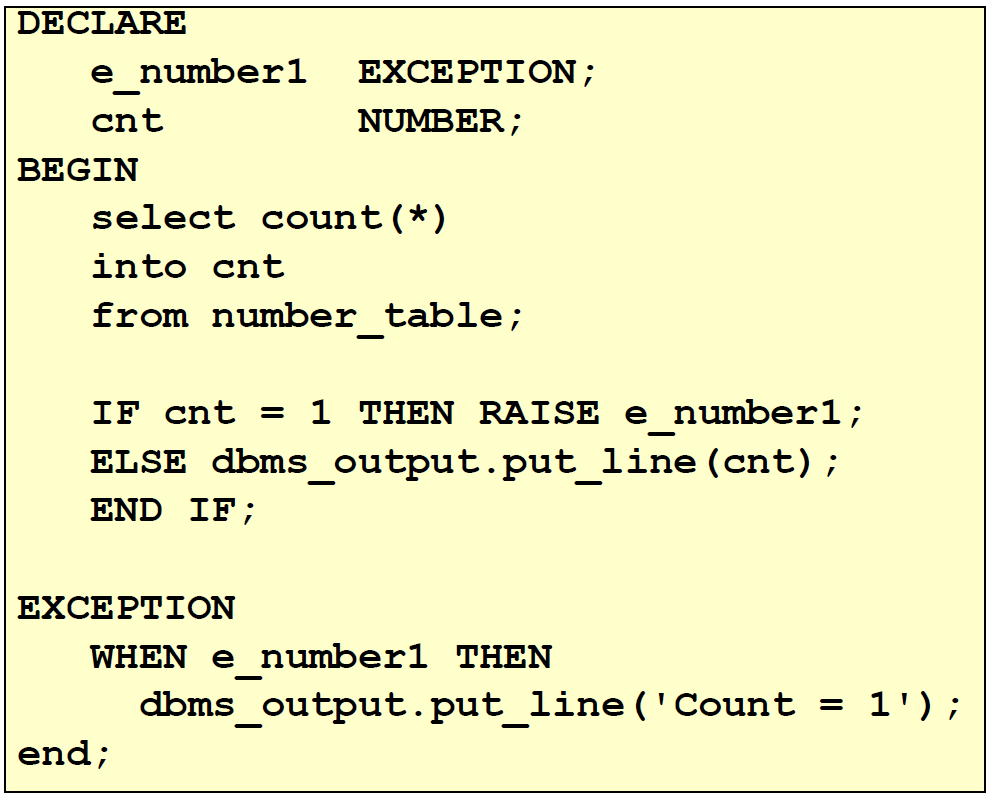 DECLARE
e_number1 EXCEPTION;
cnt NUMBER;
BEGIN
select count(*)
into cnt
from number_table;
IF cnt = 1 THEN RAISE e_number1;
ELSE dbms_output.put_line(cnt);
END IF;
EXCEPTION
WHEN e_number1 THEN
dbms_output.put_line('Count = 1');
end;